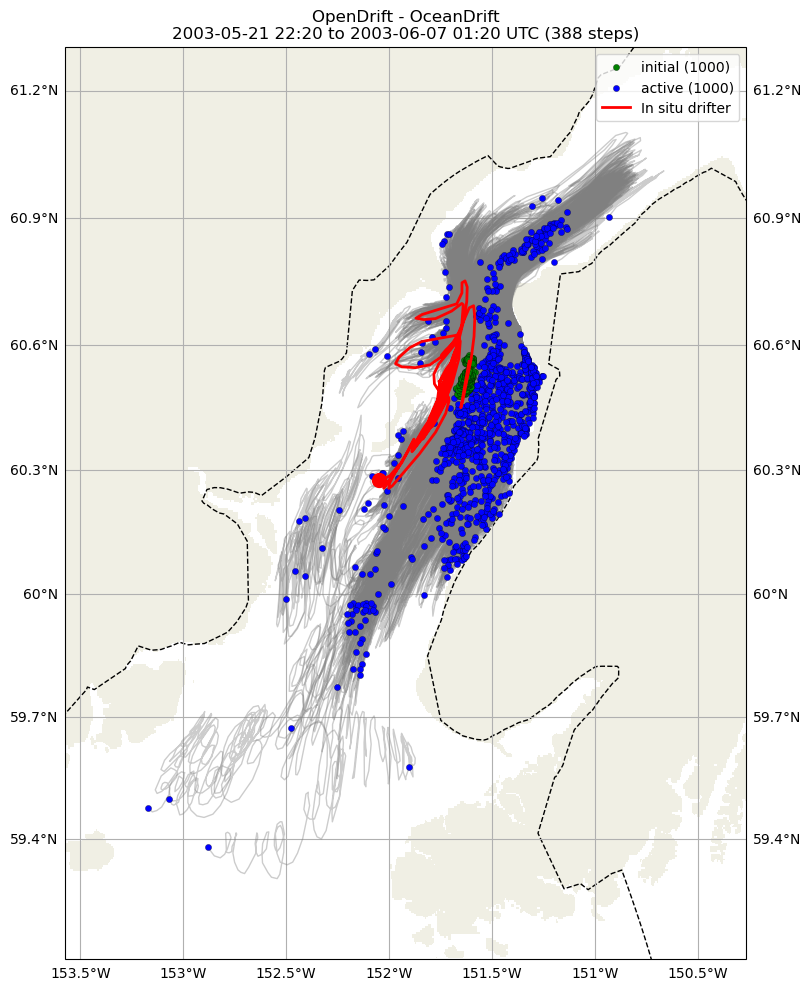 OpenDrift - OceanDrift
2003-05-21 22:20 to 2003-06-07 01:20 UTC (388 steps)
initial (1000)
active (1000)
In situ drifter
61.2°N
61.2°N
60.9°N
60.9°N
60.6°N
60.6°N
60.3°N
60.3°N
60°N
60°N
59.7°N
59.7°N
59.4°N
59.4°N
153.5°W
153°W
152.5°W
152°W
151.5°W
151°W
150.5°W